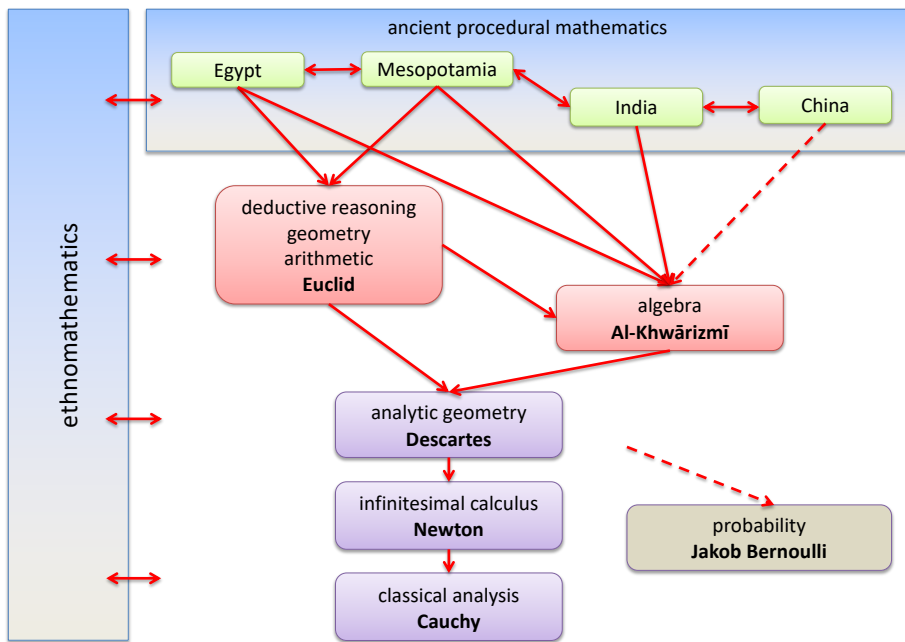 ancient procedural mathematics
Egypt
Mesopotamia
India
China
ethnomathematics
deductive reasoning
geometry
arithmetic
Euclid
algebra
Al-Khwārizmī
analytic geometry
Descartes
infinitesimal calculus
Newton
probability
Jakob Bernoulli
classical analysis
Cauchy